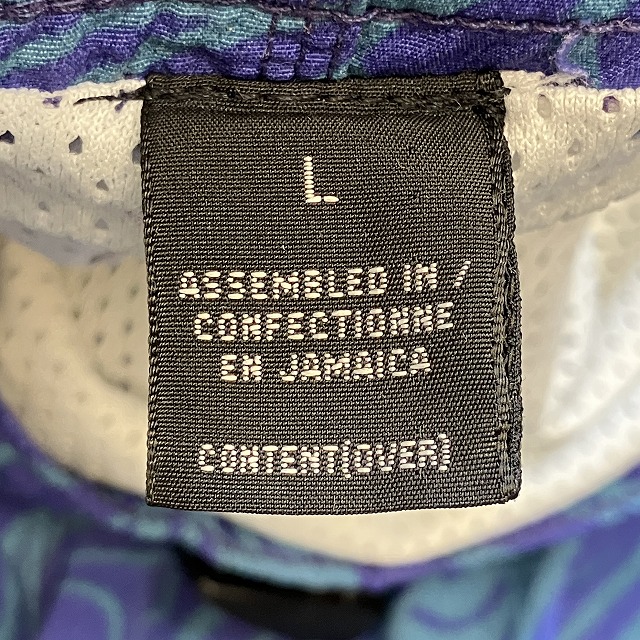 L
ASSEMBLED IN /
CONFECTIONNE
EN JAMAICA
CONTENT(OVER)